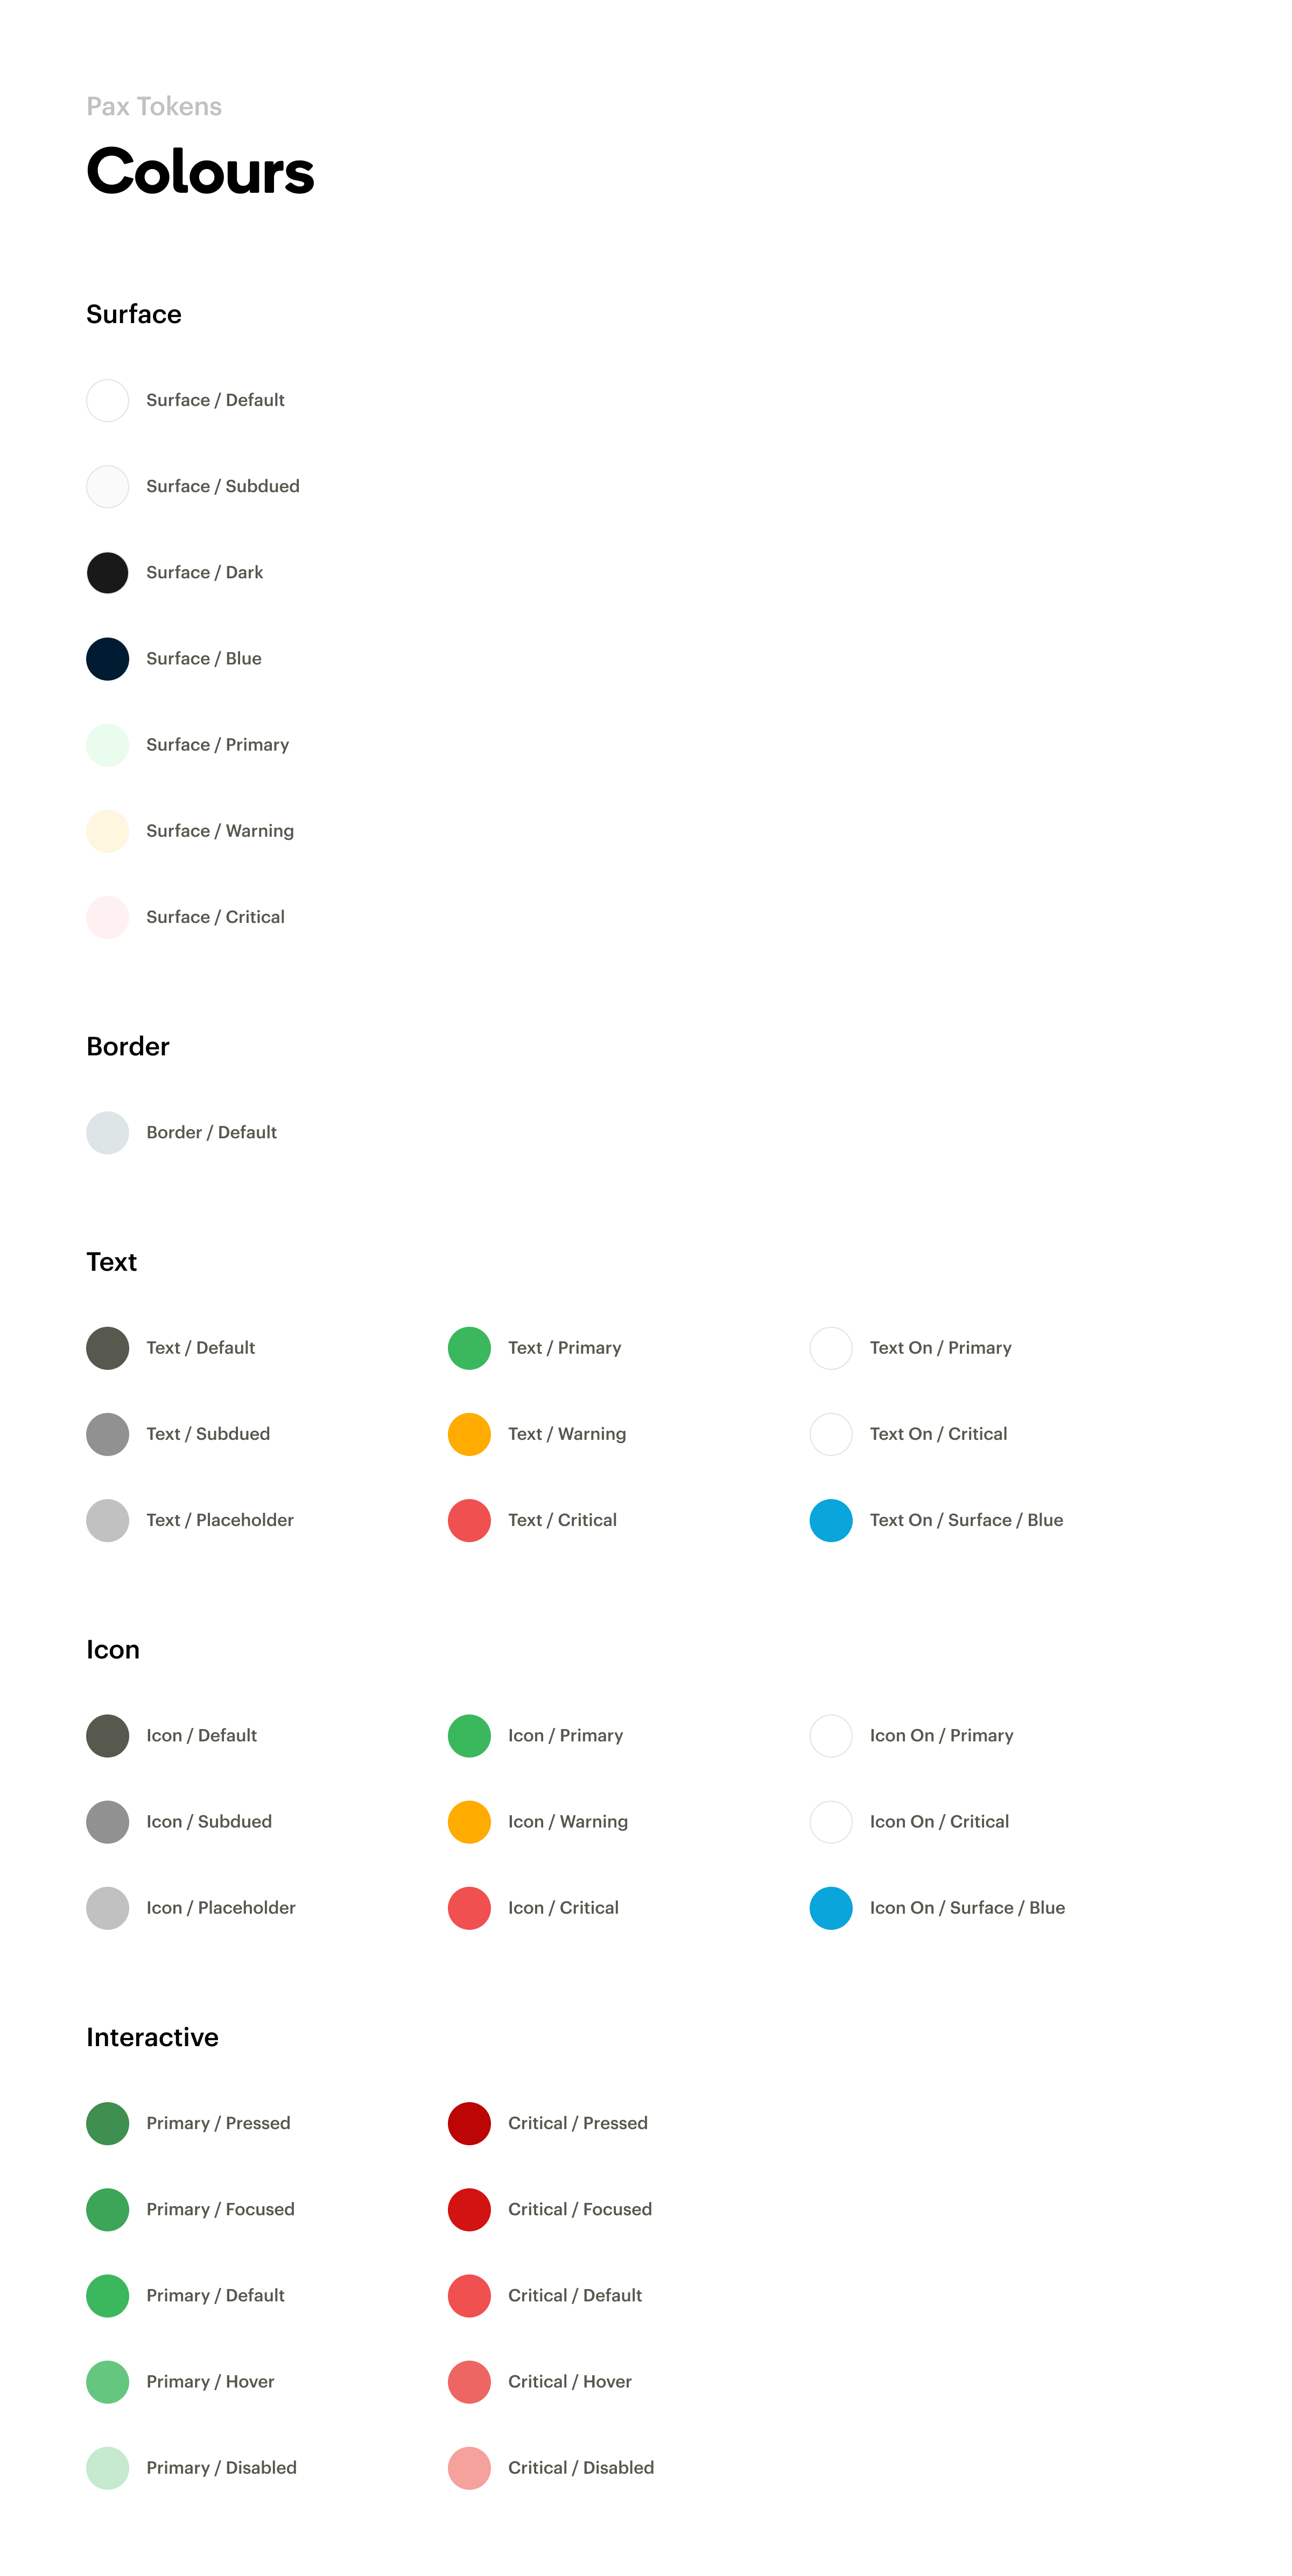 Pax Tokens
Colours
Surface
Surface / Default
Surface / Subdued
Surface / Dark
Surface / Blue
Surface / Primary
Surface / Warning
Surface / Critical
Border
Border / Default
Text
Text / Default
Text / Primary
Text On / Primary
Text / Subdued
Text / Warning
Text On / Critical
Text / Placeholder
Text / Critical
Text On / Surface / Blue
Icon
Icon / Default
Icon / Primary
Icon On / Primary
Icon / Subdued
Icon / Warning
Icon On / Critical
Icon / Placeholder
Icon / Critical
Icon On / Surface / Blue
Interactive
Primary / Pressed
Critical / Pressed
Primary / Focused
Critical / Focused
Primary / Default
Critical / Default
Primary / Hover
Critical / Hover
Primary / Disabled
Critical / Disabled